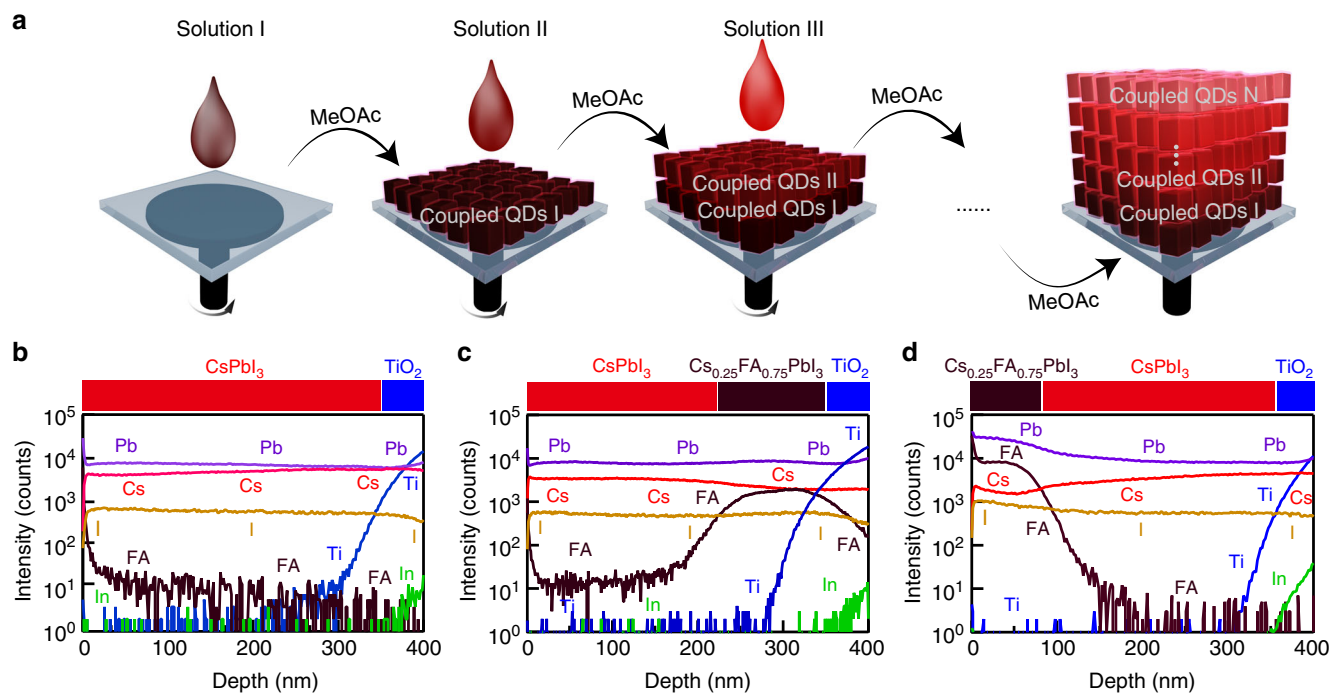 a
Solution I
Solution II
Solution III
MeOAc
MeOAc
MeOAc
Coupled QDs I
Coupled QDs II
Coupled QDs I
......
MeOAc
Coupled QDs N
⋮
Coupled QDs II
Coupled QDs I
b
CsPbI3
TiO2
Intensity (counts)
10^5
10^4
10^3
10^2
10^1
10^0
Pb
Pb
Pb
Cs
Cs
Cs
Ti
I
I
I
FA
FA
FA
Ti
In
In
0
100
200
300
400
Depth (nm)
c
CsPbI3
Cs0.25FA0.75PbI3
TiO2
Intensity (counts)
10^5
10^4
10^3
10^2
10^1
10^0
Pb
Pb
Pb
Ti
Cs
Cs
FA
Cs
I
I
FA
FA
Ti
Ti
In
0
100
200
300
400
Depth (nm)
d
Cs0.25FA0.75PbI3
CsPbI3
TiO2
Intensity (counts)
10^5
10^4
10^3
10^2
10^1
10^0
Pb
Pb
Pb
FA
Cs
Cs
Ti
Cs
I
I
I
FA
FA
Ti
Ti
In
0
100
200
300
400
Depth (nm)